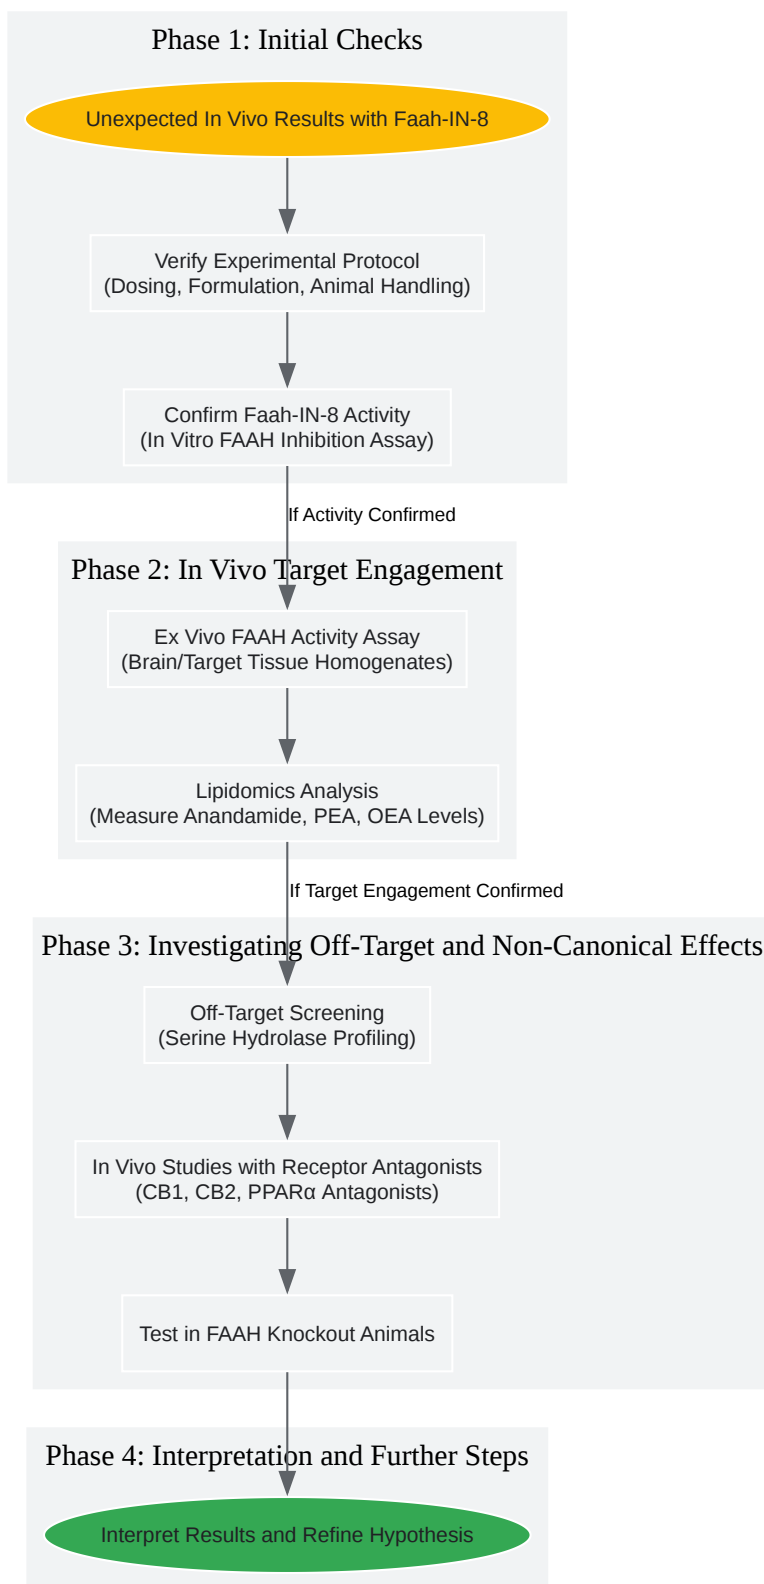 Phase 1: Initial Checks
Unexpected In Vivo Results with Faah-IN-8
Verify Experimental Protocol
(Dosing, Formulation, Animal Handling)
Confirm Faah-IN-8 Activity
(In Vitro FAAH Inhibition Assay)
If Activity Confirmed
Phase 2: In Vivo Target Engagement
Ex Vivo FAAH Activity Assay
(Brain/Target Tissue Homogenates)
Lipidomics Analysis
(Measure Anandamide, PEA, OEA Levels)
If Target Engagement Confirmed
Phase 3: Investigating Off-Target and Non-Canonical Effects
Off-Target Screening
(Serine Hydrolase Profiling)
In Vivo Studies with Receptor Antagonists
(CB1, CB2, PPARα Antagonists)
Test in FAAH Knockout Animals
Phase 4: Interpretation and Further Steps
Interpret Results and Refine Hypothesis